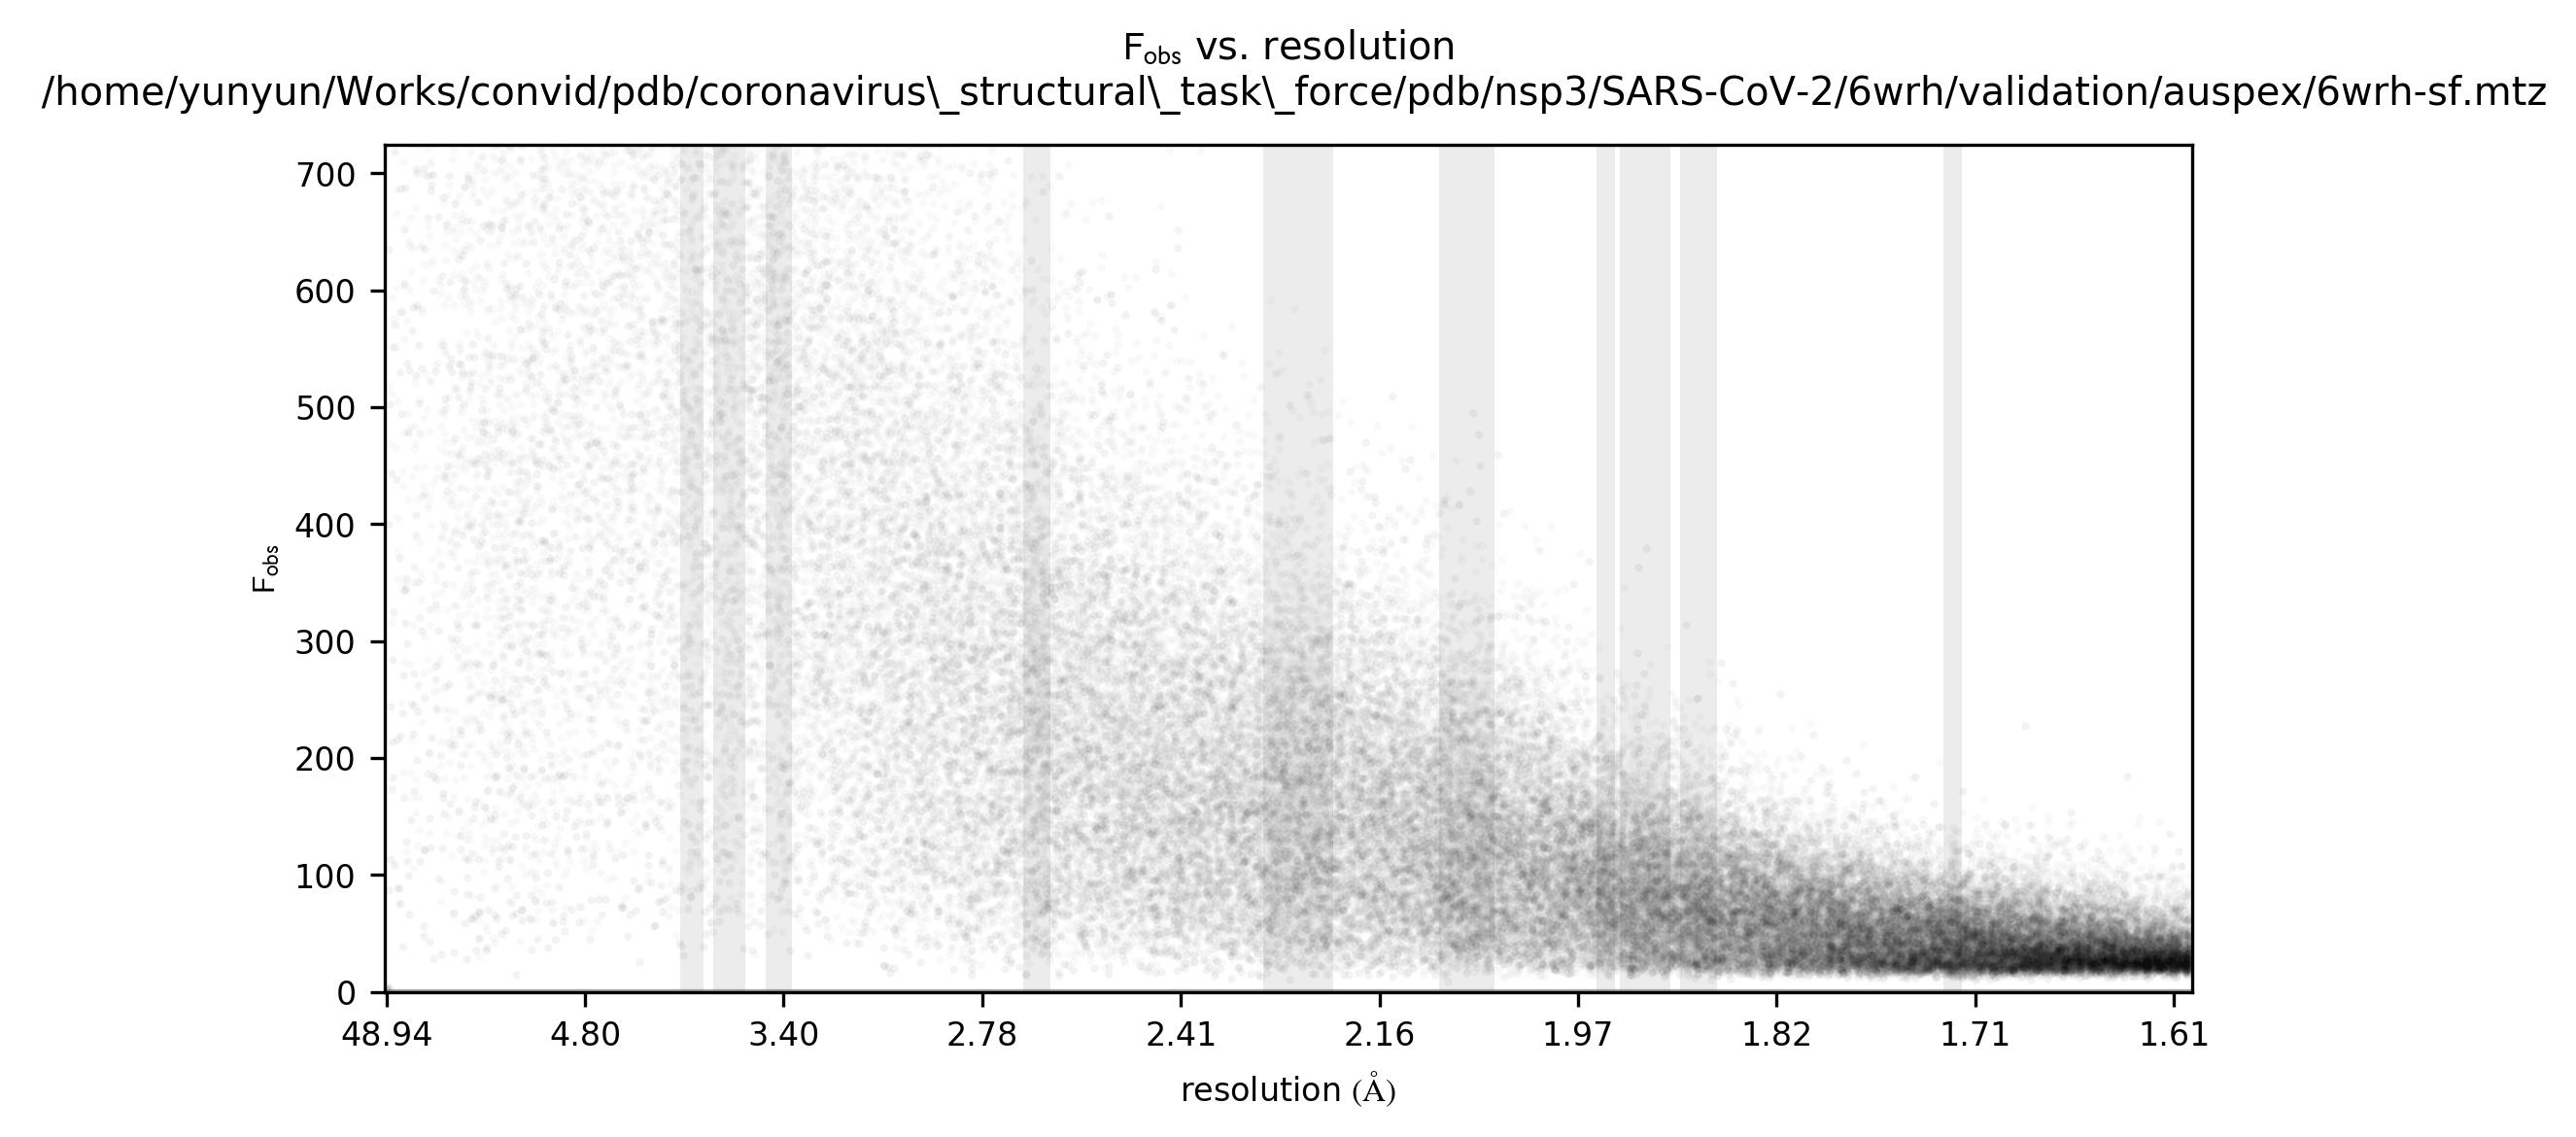 F_obs vs. resolution
/home/yunyun/Works/convid/pdb/coronavirus\_structural\_task\_force/pdb/nsp3/SARS-CoV-2/6wrh/validation/auspex/6wrh-sf.mtz
700
600
500
400
300
200
100
0
F_obs
48.94 4.80 3.40 2.78 2.41 2.16 1.97 1.82 1.71 1.61
resolution (Å)